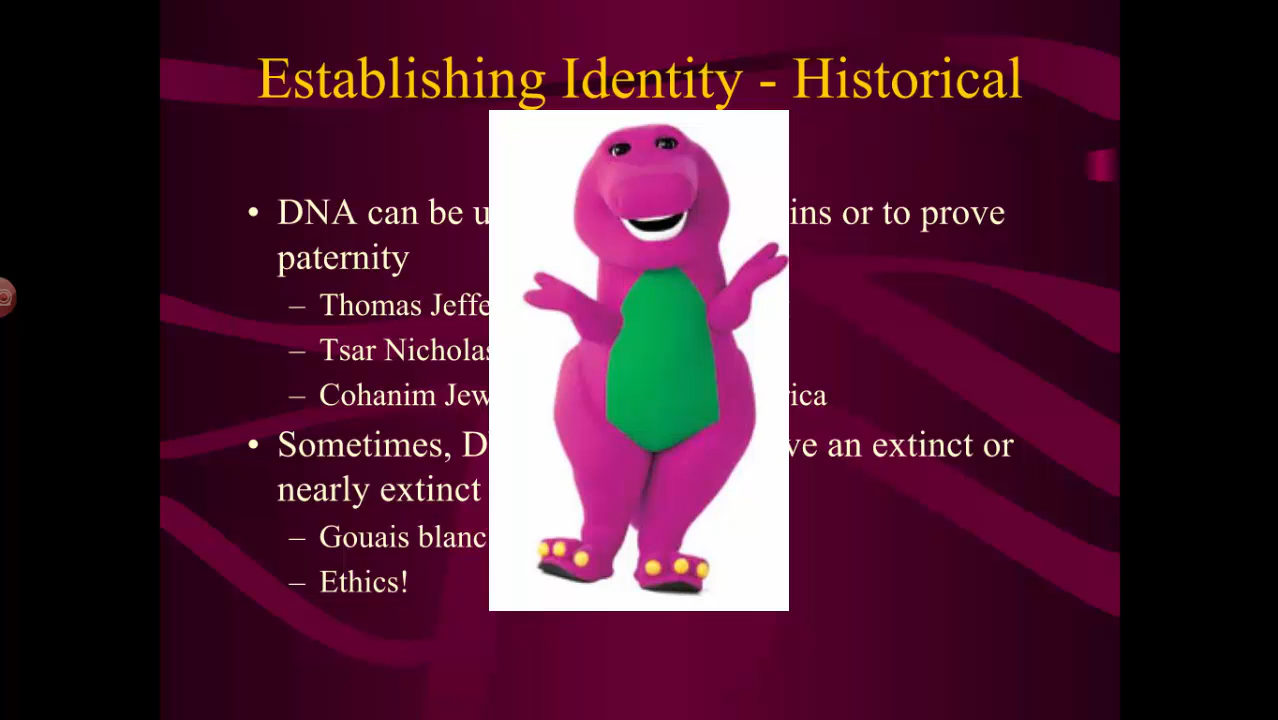 Establishing Identity - Historical
• DNA can be u ins or to prove
paternity
– Thomas Jeffe
– Tsar Nicholas
– Cohanim Jew rica
• Sometimes, D ve an extinct or
nearly extinct
– Gouais blanc
– Ethics!